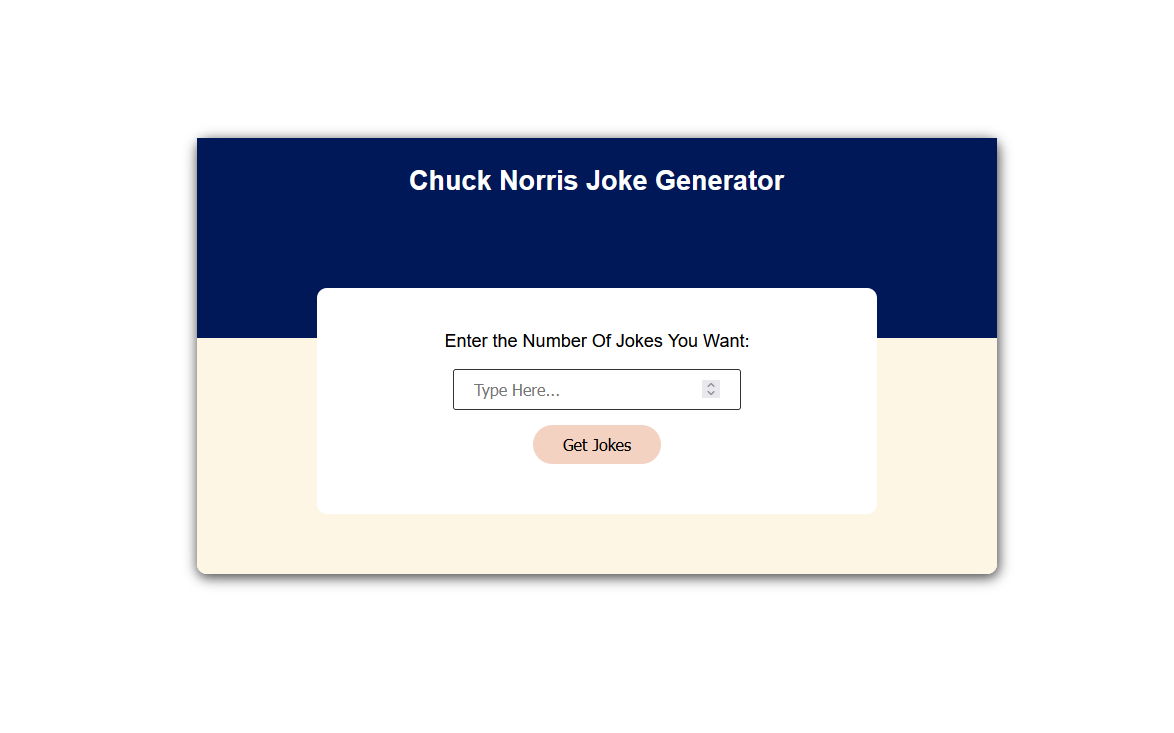 Chuck Norris Joke Generator
Enter the Number Of Jokes You Want:
Type Here...
Get Jokes